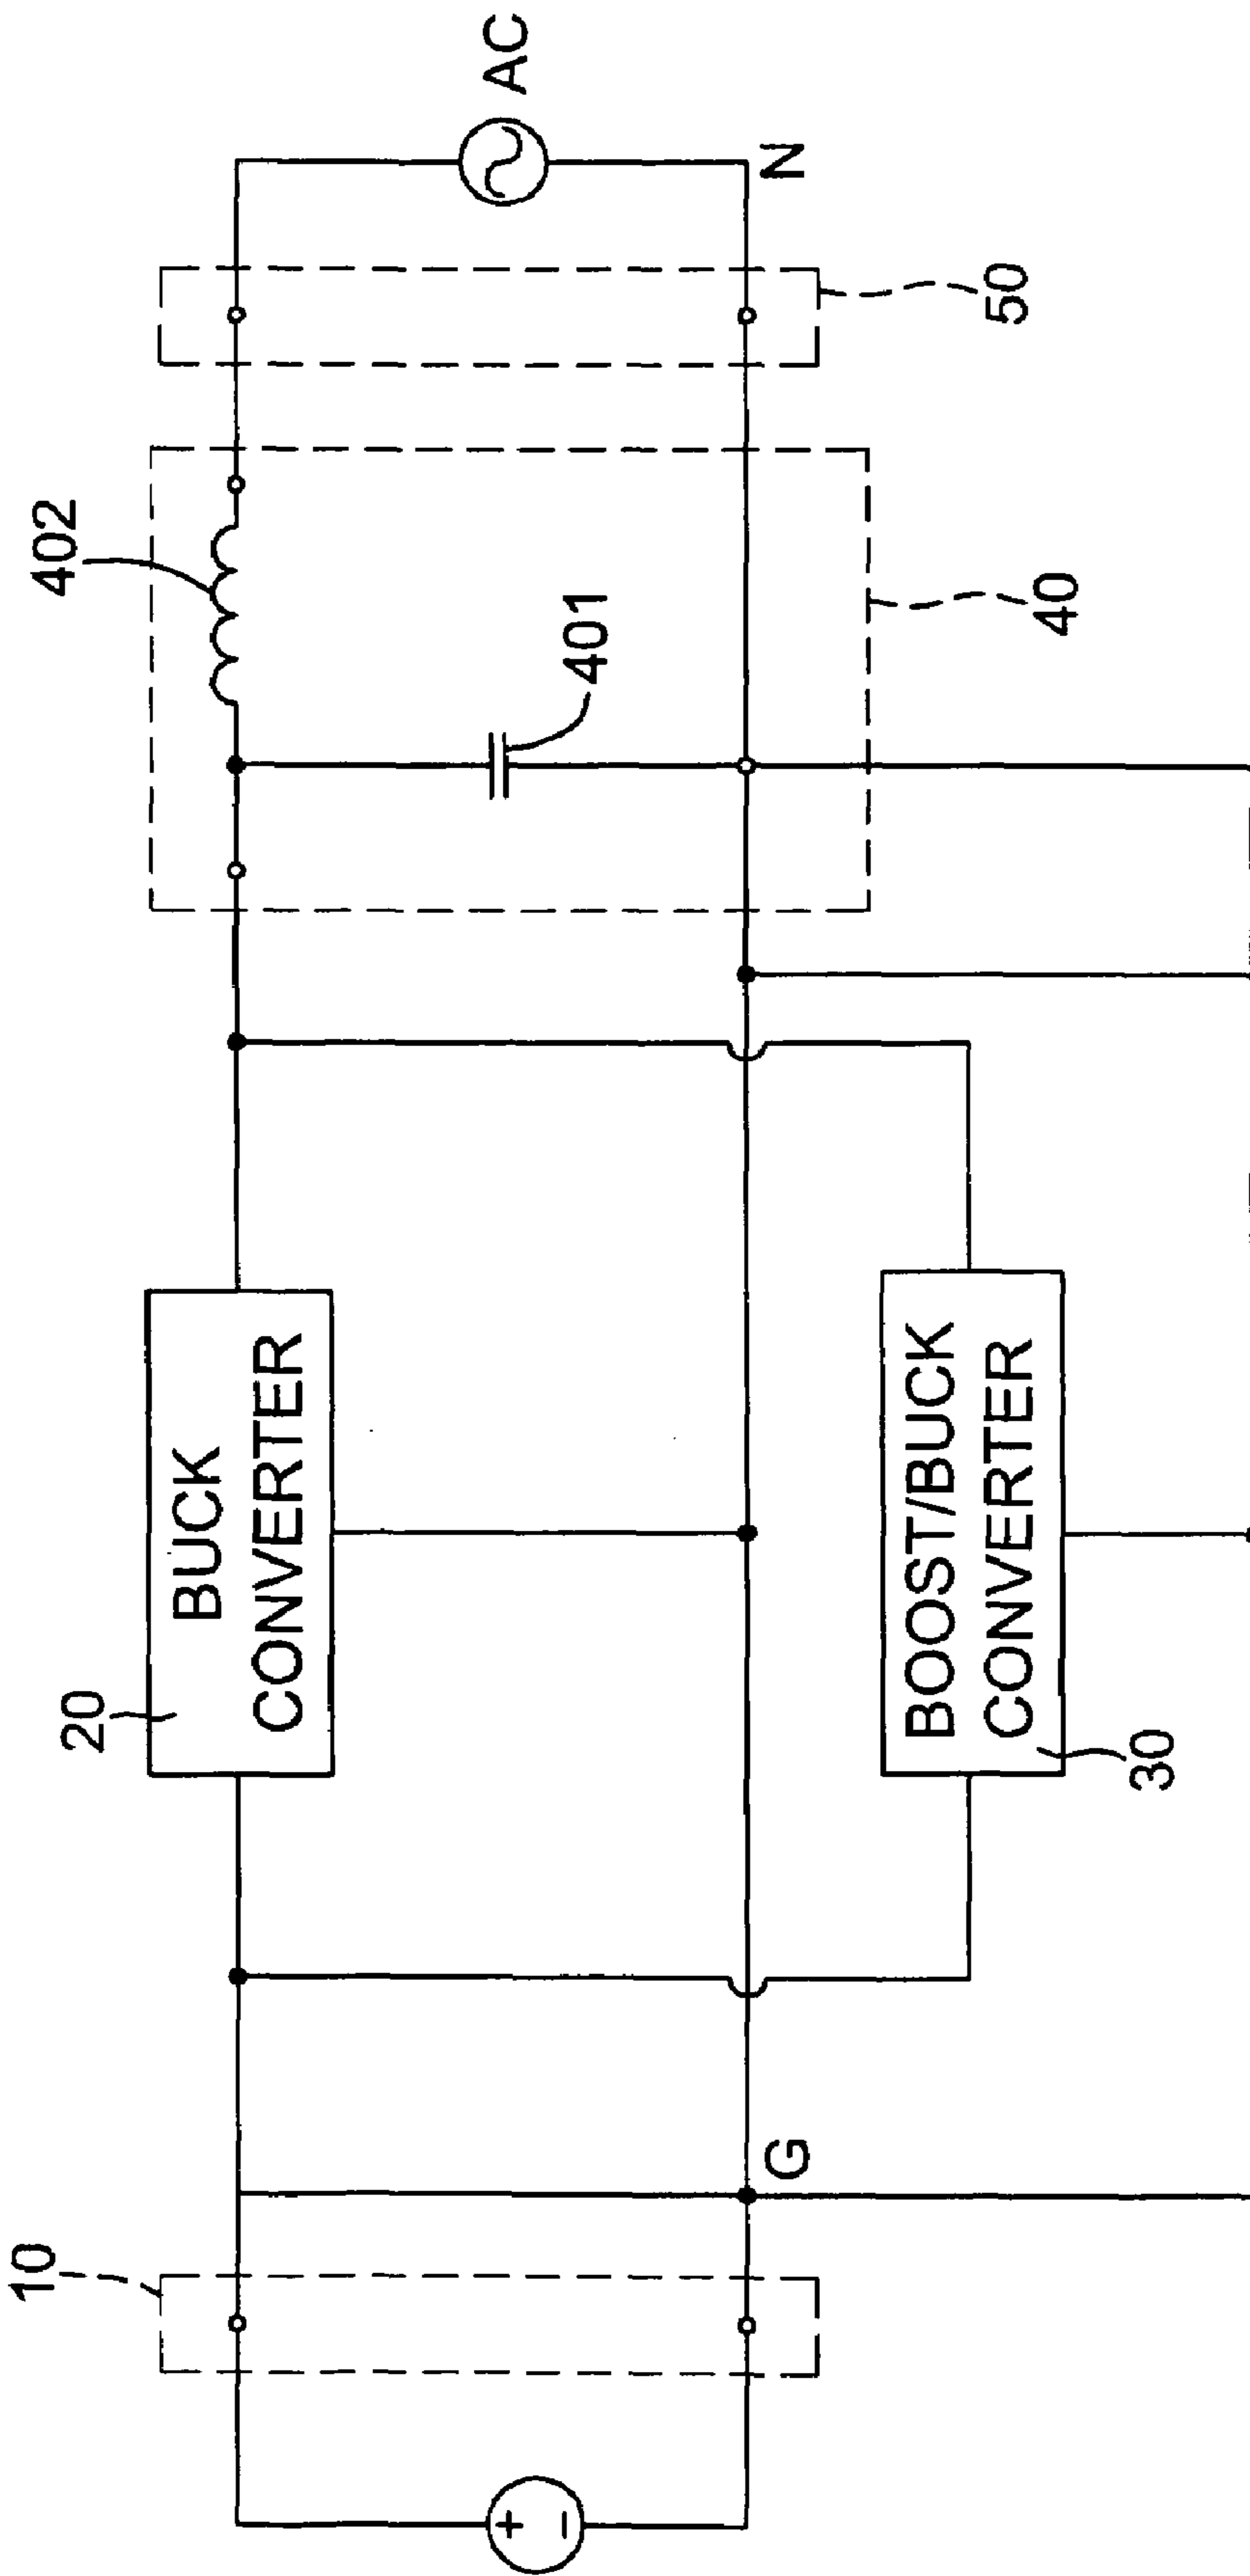 10
+
−
G
20
BUCK
CONVERTER
BOOST/BUCK
CONVERTER
30
402
401
40
50
AC
N